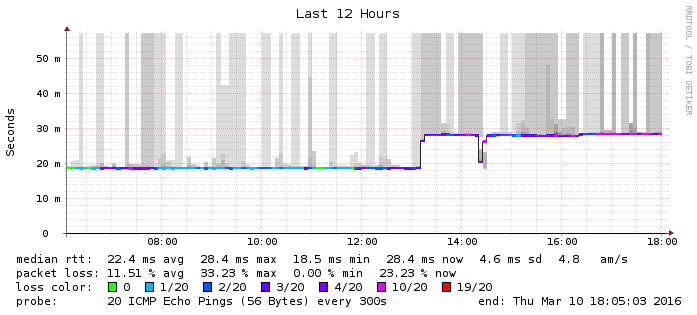 Last 12 Hours
RRDTOOL / TOBI OETIKER
Seconds
50 m
40 m
30 m
20 m
10 m
0
08:00 10:00 12:00 14:00 16:00 18:00
median rtt: 22.4 ms avg 28.4 ms max 18.5 ms min 28.4 ms now 4.6 ms sd 4.8 am/s
packet loss: 11.51 % avg 33.23 % max 0.00 % min 23.23 % now
loss color: 0 1/20 2/20 3/20 4/20 10/20 19/20
probe: 20 ICMP Echo Pings (56 Bytes) every 300s end: Thu Mar 10 18:05:03 2016